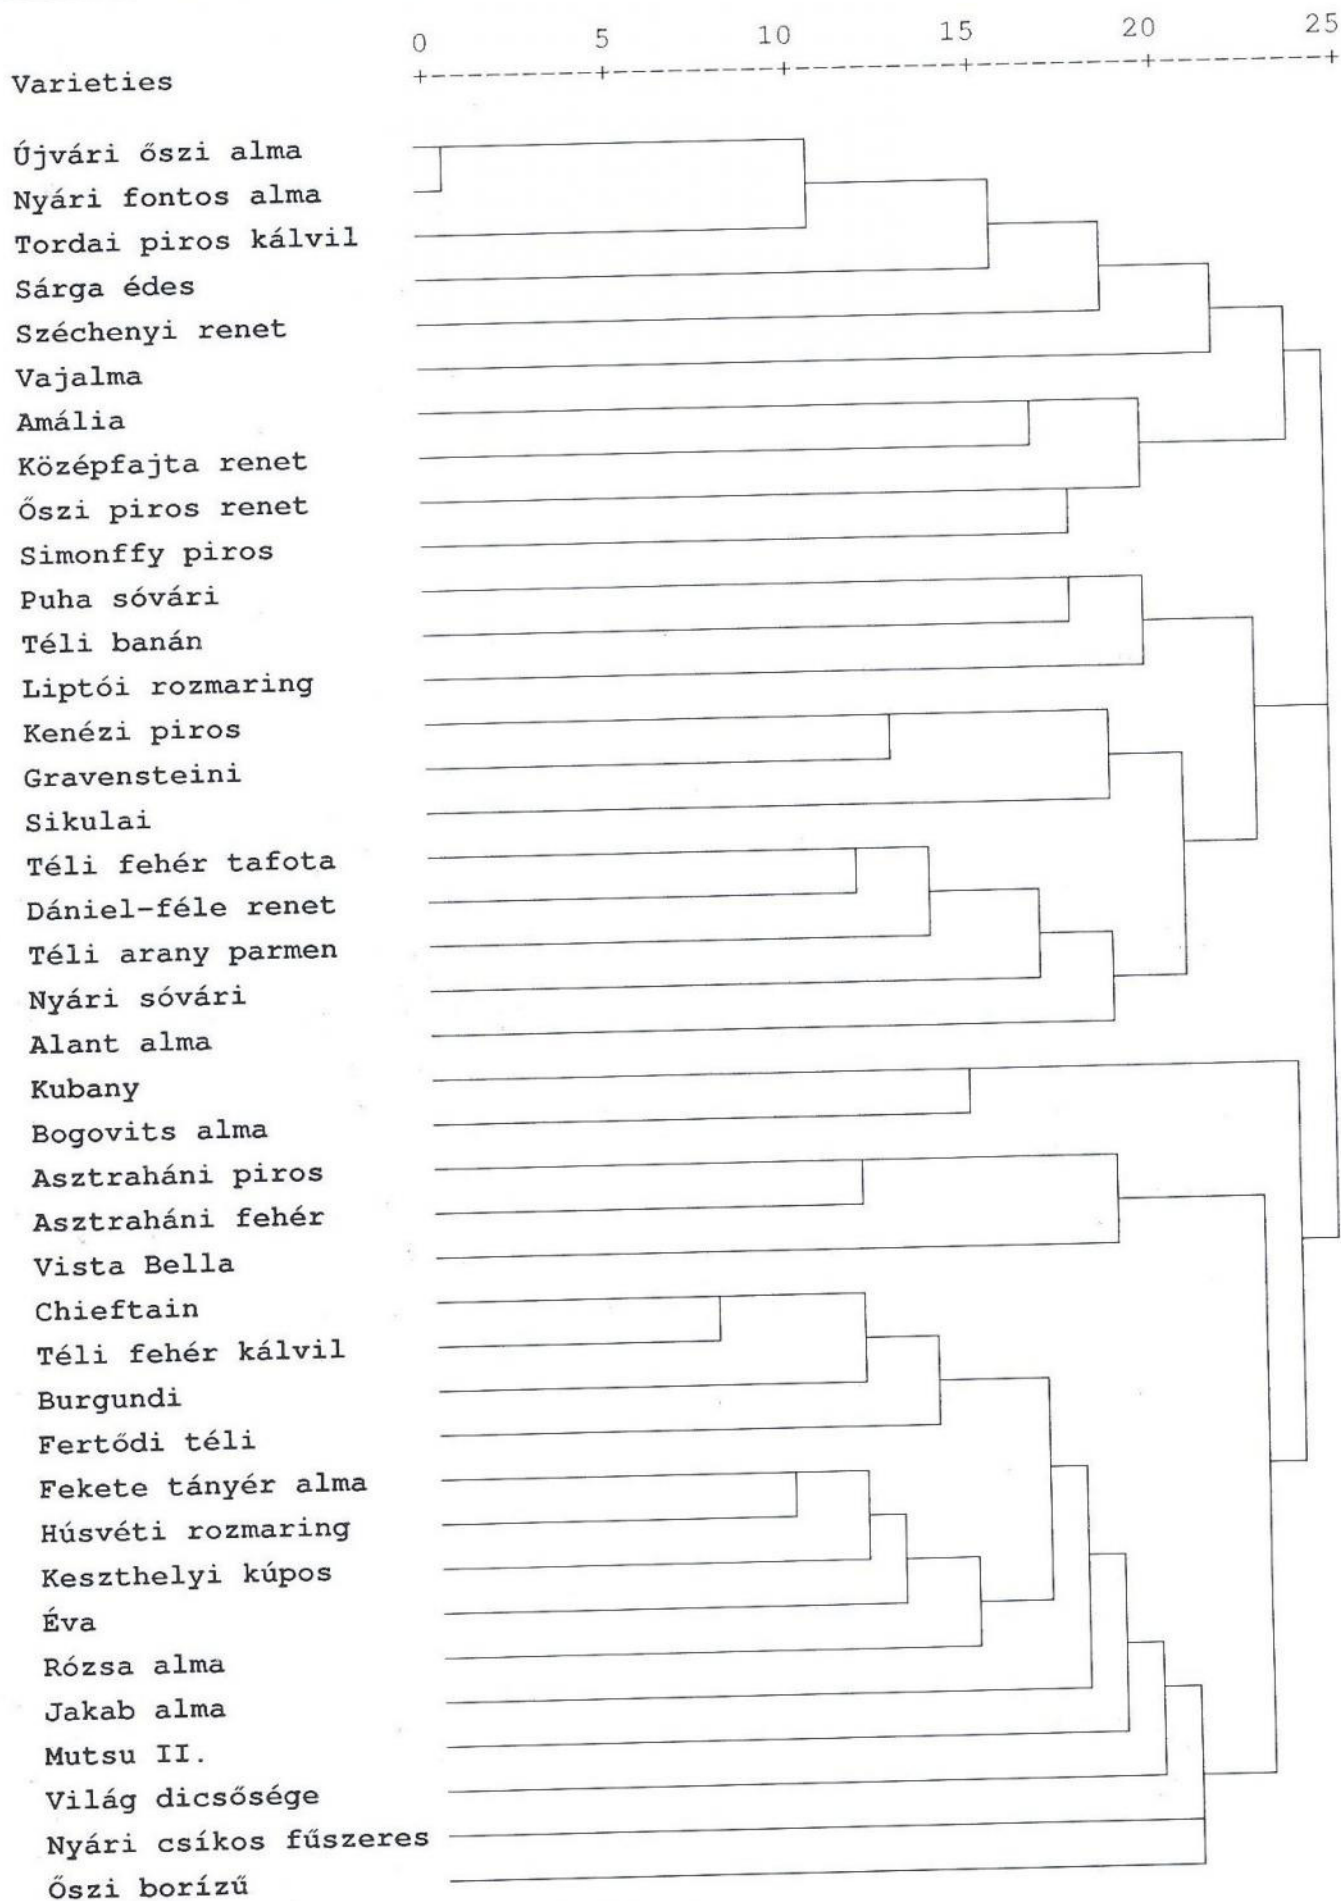 0 5 10 15 20 25
Varieties
Újvári őszi alma
Nyári fontos alma
Tordai piros kálvil
Sárga édes
Széchenyi renet
Vajalma
Amália
Középfajta renet
Őszi piros renet
Simonffy piros
Puha sóvári
Téli banán
Liptói rozmaring
Kenézi piros
Gravensteini
Sikulai
Téli fehér tafota
Dániel-féle renet
Téli arany parmen
Nyári sóvári
Alant alma
Kubany
Bogovits alma
Asztraháni piros
Asztraháni fehér
Vista Bella
Chieftain
Téli fehér kálvil
Burgundi
Fertődi téli
Fekete tányér alma
Húsvéti rozmaring
Keszthelyi kúpos
Éva
Rózsa alma
Jakab alma
Mutsu II.
Világ dicsősége
Nyári csíkos fűszeres
Őszi borízű